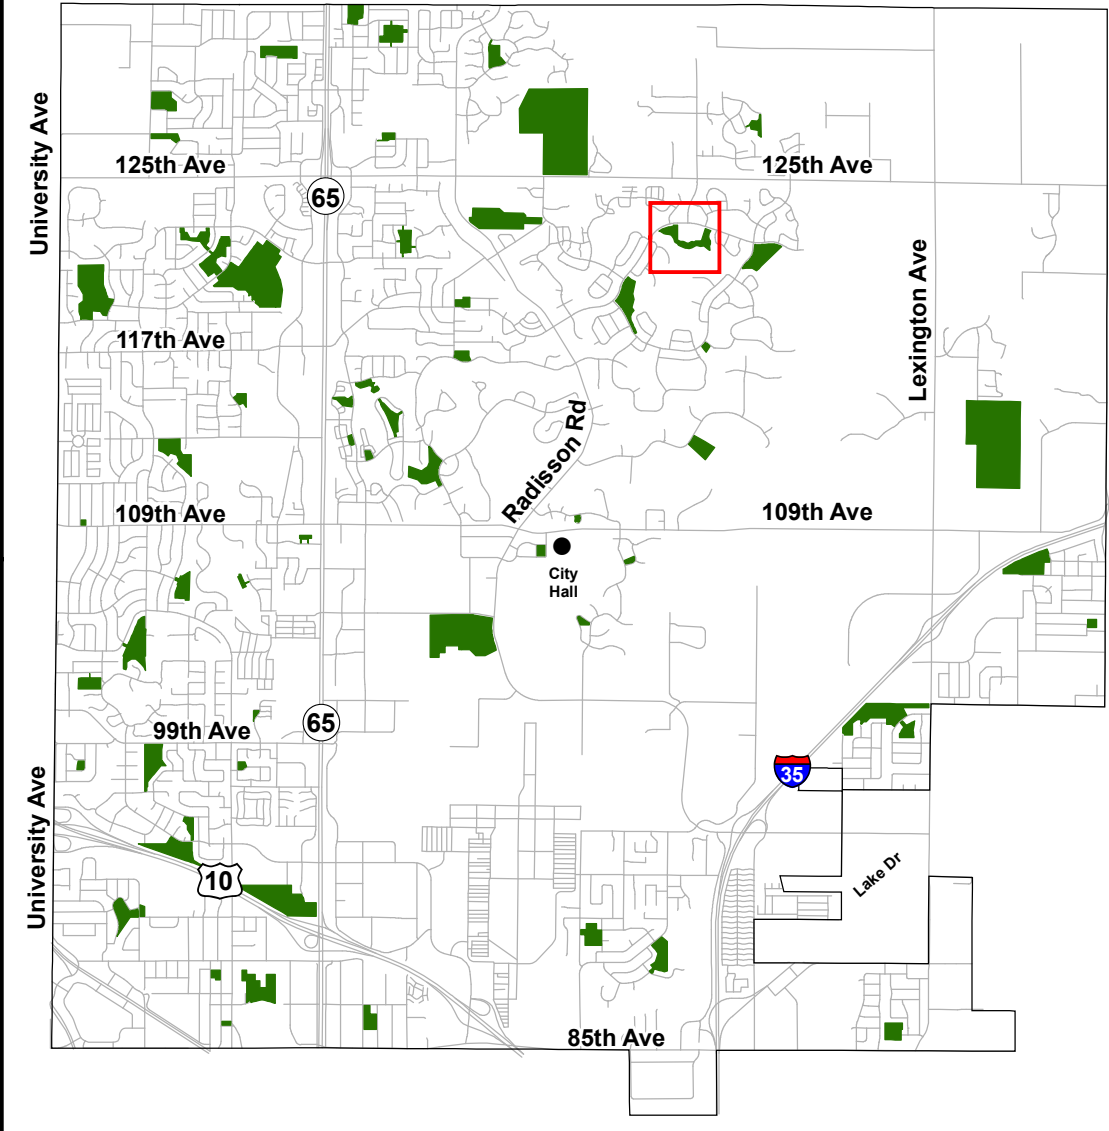 University Ave
125th Ave
125th Ave
65
117th Ave
Lexington Ave
Radisson Rd
109th Ave
109th Ave
City
Hall
99th Ave
65
35
University Ave
10
Lake Dr
85th Ave